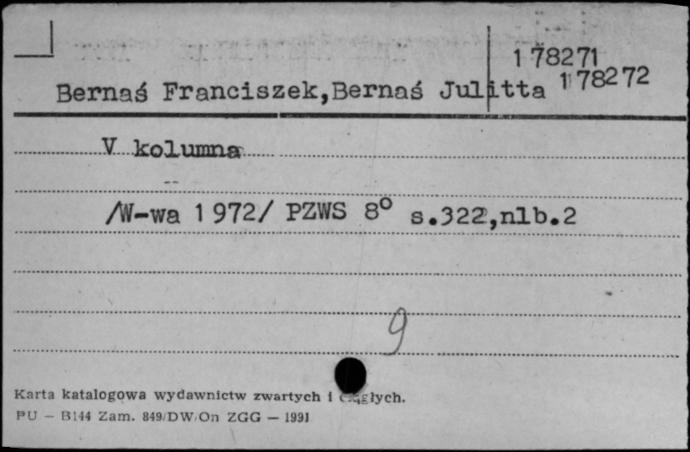 1 78271
Bernaś Franciszek,Bernaś Julitta 1 78272
V kolumna
/W-wa 1972/ PZWS 8° s.322,nlb.2
9
Karta katalogowa wydawnictw zwartych i ciągłych.
PU — B144 Zam. 849/DW/On ZGG — 1991